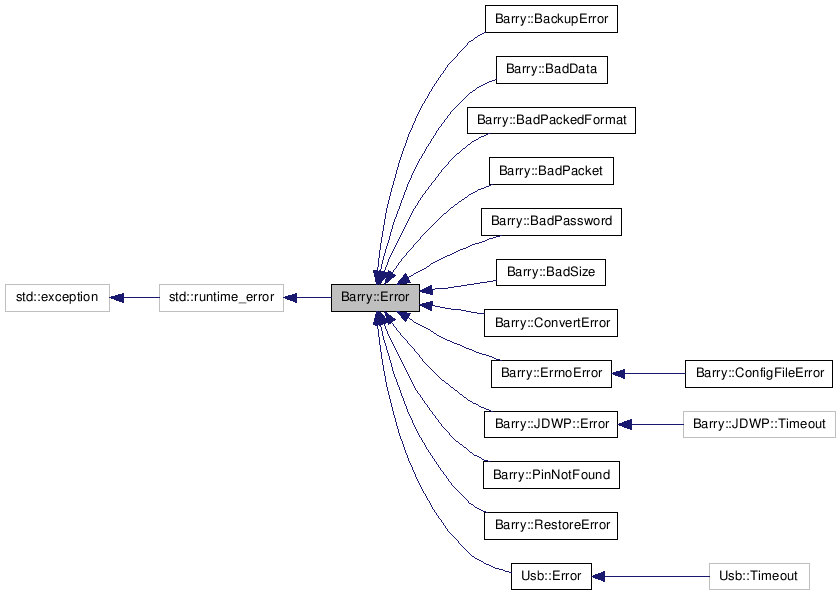 Barry::BackupError
Barry::BadData
Barry::BadPackedFormat
Barry::BadPacket
Barry::BadPassword
Barry::BadSize
std::exception
std::runtime_error
Barry::Error
Barry::ConvertError
Barry::ErrnoError
Barry::ConfigFileError
Barry::JDWP::Error
Barry::JDWP::Timeout
Barry::PinNotFound
Barry::RestoreError
Usb::Error
Usb::Timeout